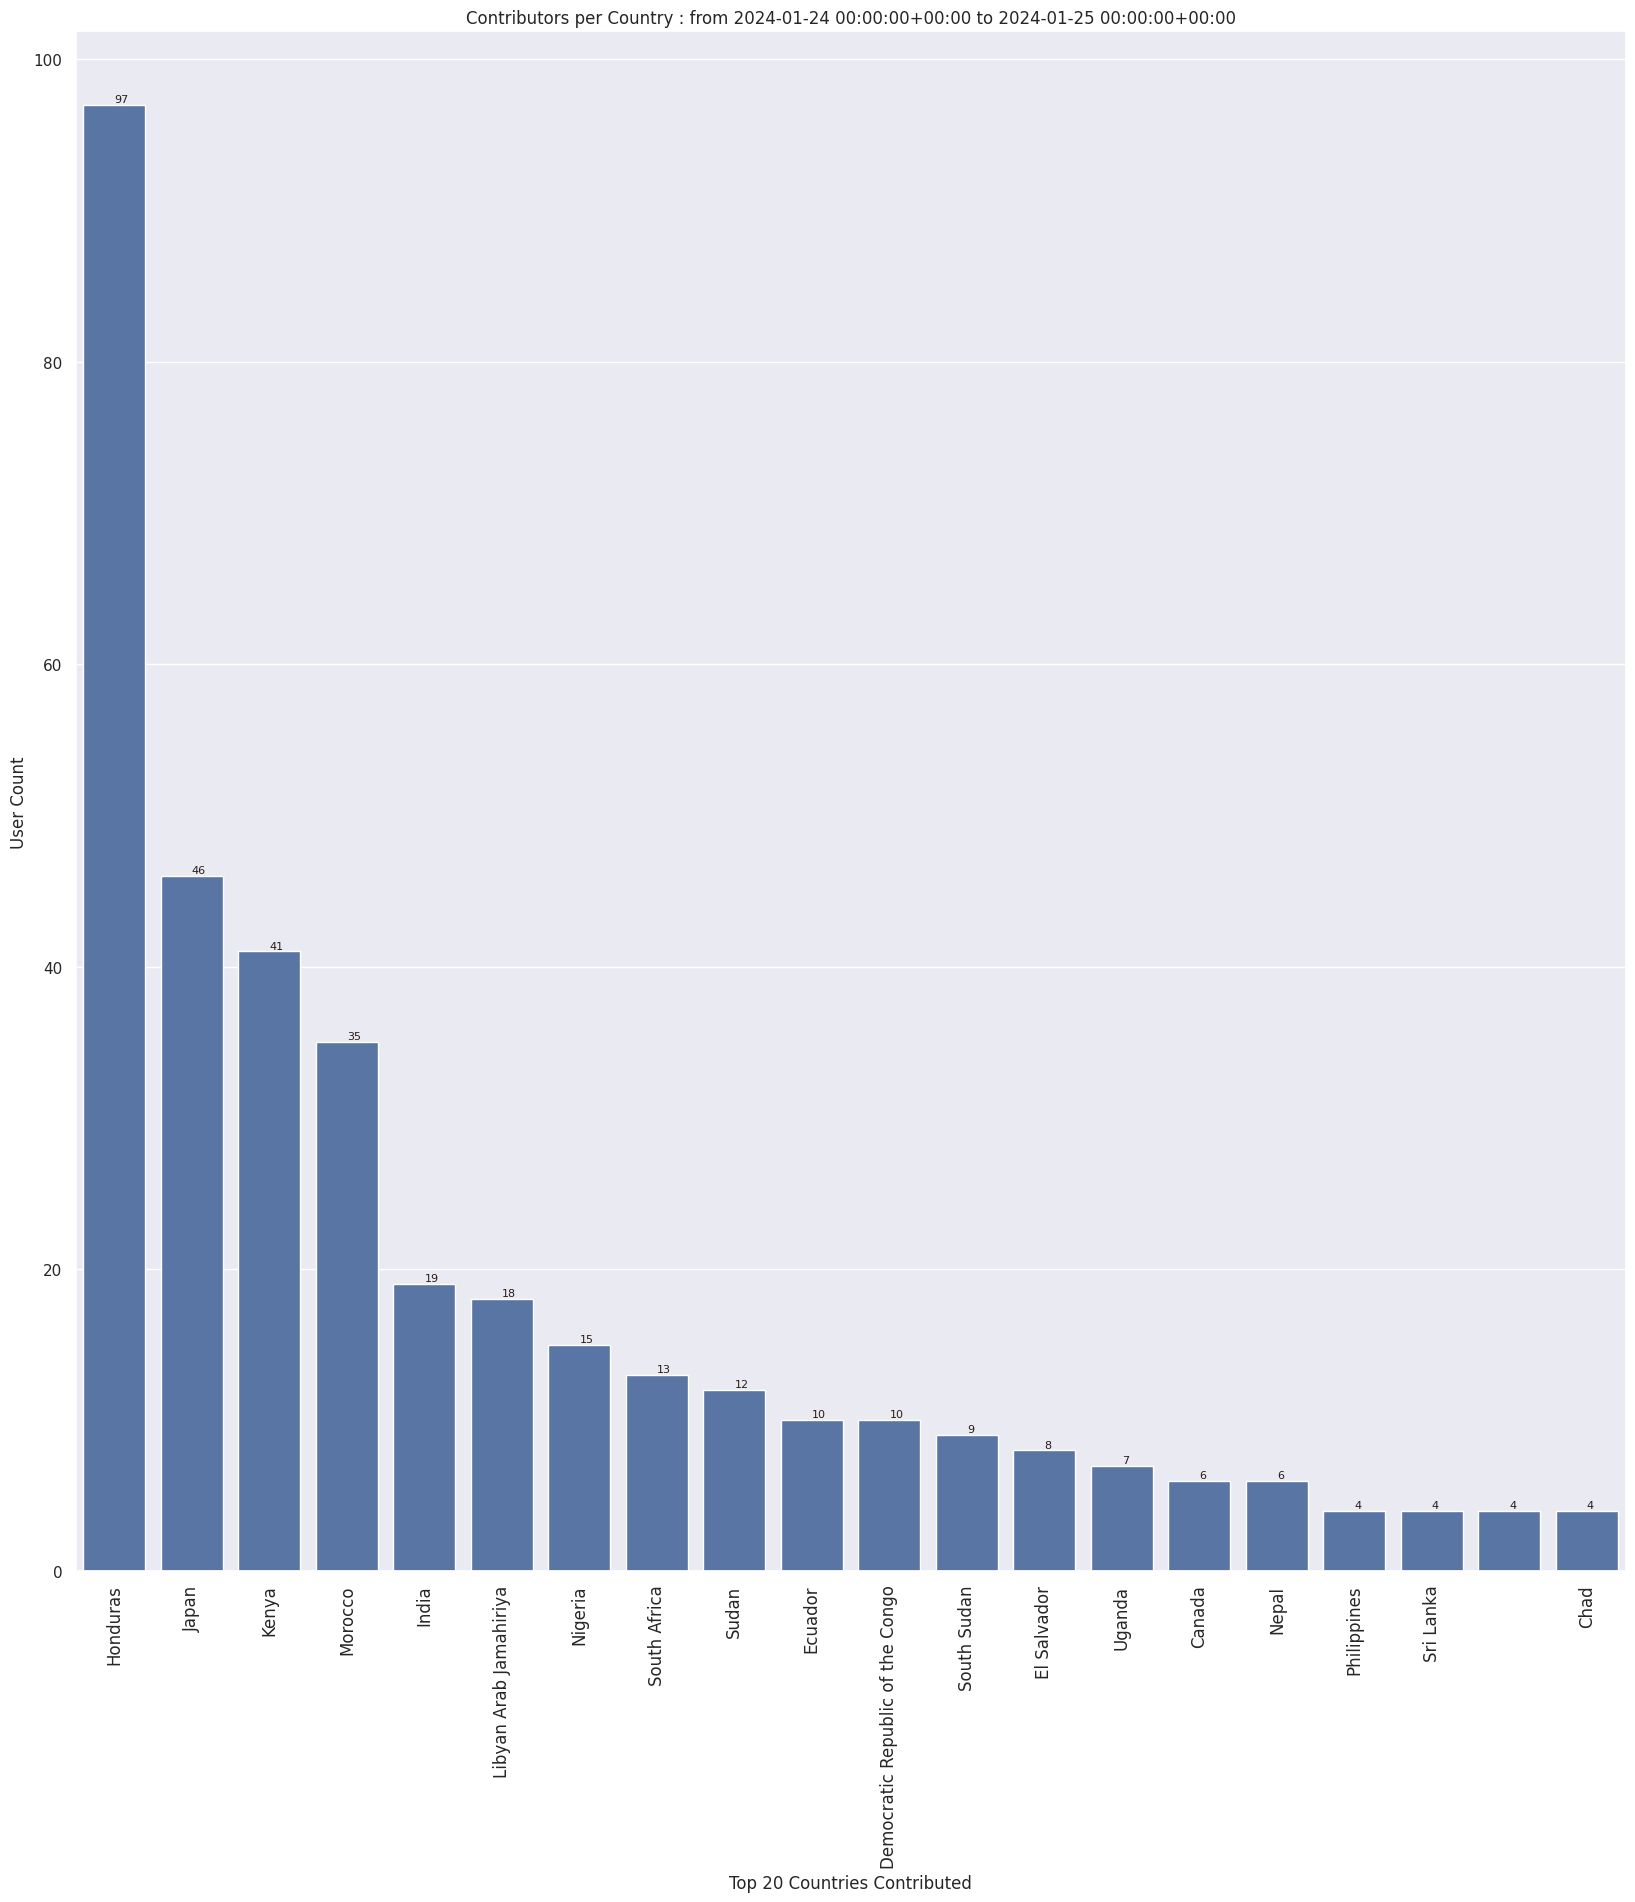 Contributors per Country : from 2024-01-24 00:00:00+00:00 to 2024-01-25 00:00:00+00:00
100
80
60
40
20
0
User Count
97
46
41
35
19
18
15
13
12
10
10
9
8
7
6
6
4
4
4
4
Honduras
Japan
Kenya
Morocco
India
Libyan Arab Jamahiriya
Nigeria
South Africa
Sudan
Ecuador
Democratic Republic of the Congo
South Sudan
El Salvador
Uganda
Canada
Nepal
Philippines
Sri Lanka
Chad
Top 20 Countries Contributed